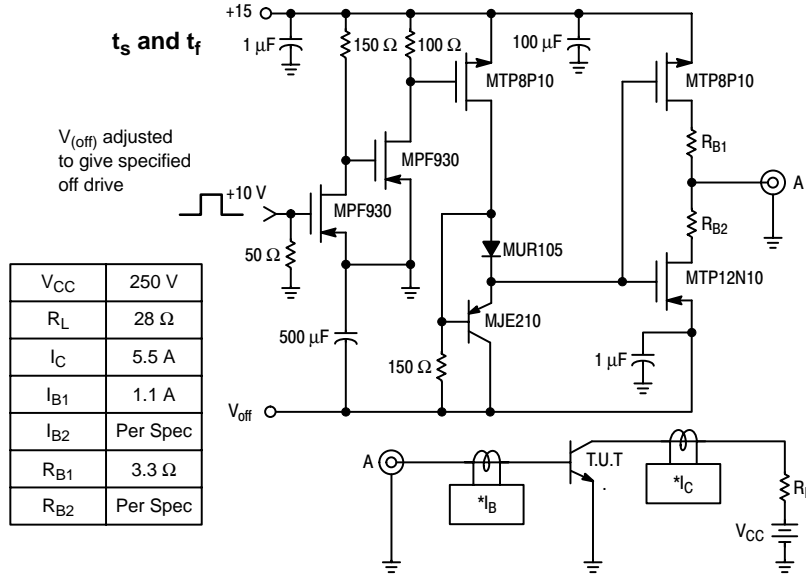 t_s and t_f
+15
1 μF
150 Ω
100 Ω
100 μF
MTP8P10
MTP8P10
V_(off) adjusted
to give specified
off drive
+10 V
MPF930
MPF930
R_B1
A
R_B2
50 Ω
MUR105
MTP12N10
MJE210
500 μF
150 Ω
1 μF
V_off
V_CC 250 V
R_L 28 Ω
I_C 5.5 A
I_B1 1.1 A
I_B2 Per Spec
R_B1 3.3 Ω
R_B2 Per Spec
A
*I_B
T.U.T
*I_C
V_CC